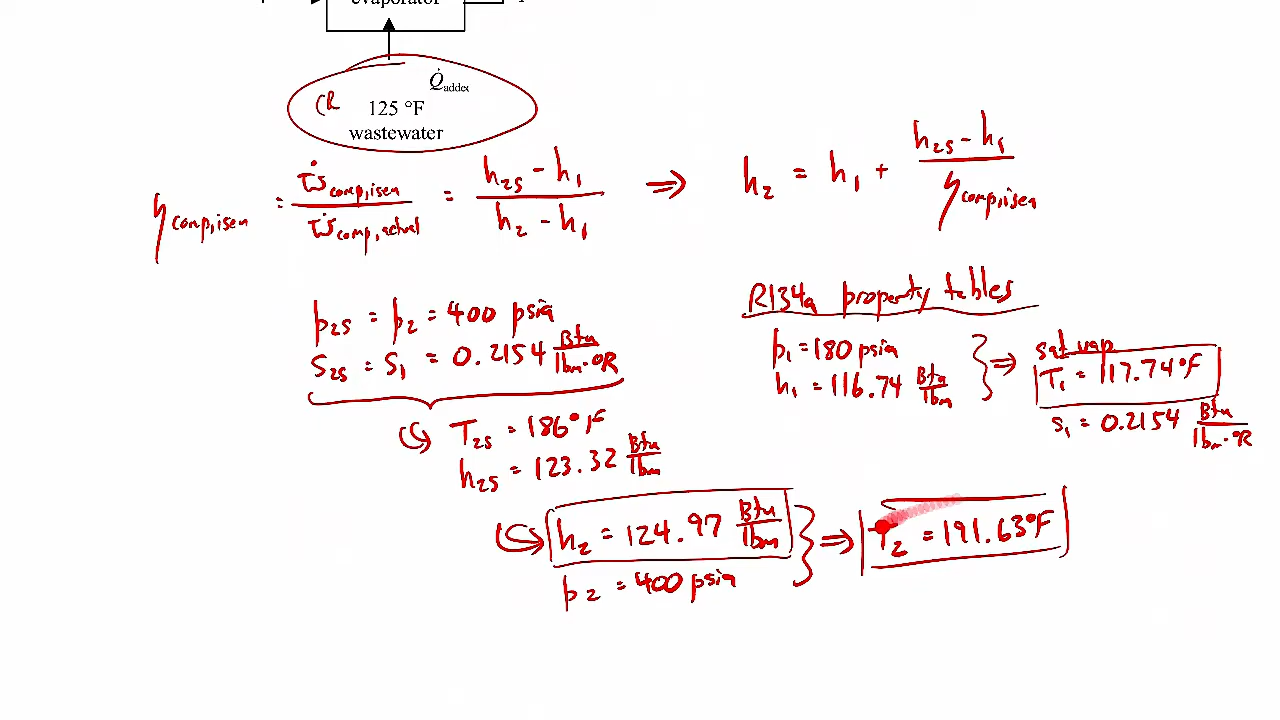 evaporator
Q̇added
CR
125 °F
wastewater
η comp,isen = Ẇcomp,isen / Ẇcomp,actual = h2s - h1 / h2 - h1 ⇒ h2 = h1 + h2s - h1 / ηcomp,isen
p2s = p2 = 400 psia
s2s = s1 = 0.2154 Btu/lbm·°R
T2s = 186°F
h2s = 123.32 Btu/lbm
R134a property tables
p1 = 180 psia
h1 = 116.74 Btu/lbm
⇒ sat vap
T1 = 117.74°F
s1 = 0.2154 Btu/lbm·°R
h2 = 124.97 Btu/lbm
p2 = 400 psia
⇒ T2 = 191.63°F